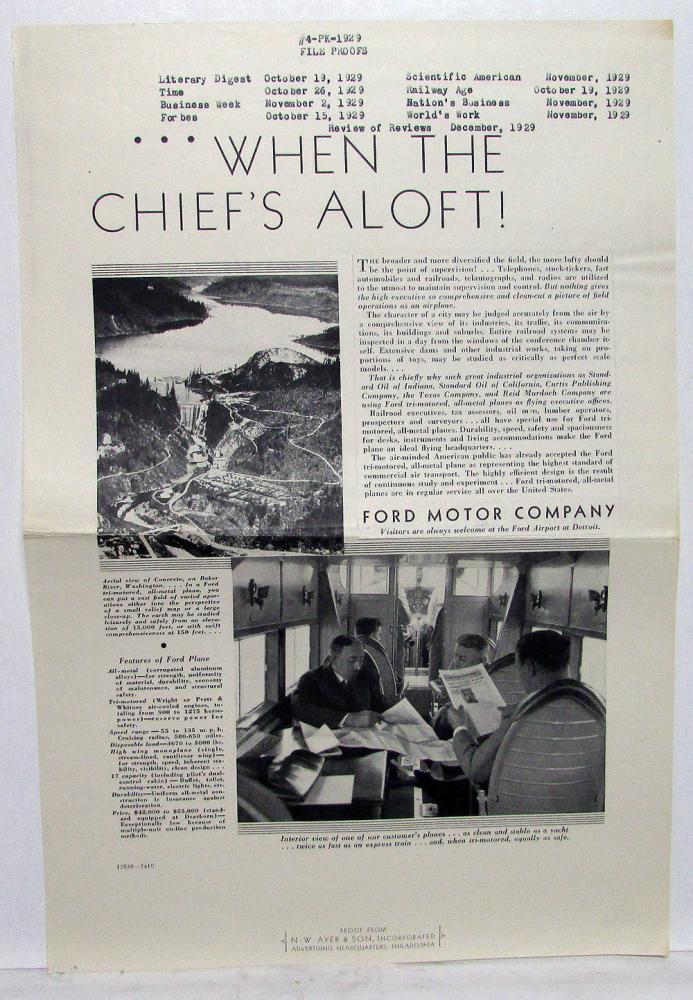 #4-PK-1929
FILE PROOFS
Literary Digest October 19, 1929
Time October 26, 1929
Business Week November 2, 1929
Forbes October 15, 1929
Scientific American November, 1929
Railway Age October 19, 1929
Nation's Business November, 1929
World's Work November, 1929
Review of Reviews December, 1929
• • • WHEN THE
CHIEF'S ALOFT!
THE broader and more diversified the field, the more lofty should
be the point of supervision! . . . Telephones, stock-tickers, fast
automobiles and railroads, telautographs, and radios are utilized
to the utmost to maintain supervision and control. But nothing gives
the high executive so comprehensive and clean-cut a picture of field
operations as an airplane.
The character of a city may be judged accurately from the air by
a comprehensive view of its industries, its traffic, its communica-
tions, its buildings and suburbs. Entire railroad systems may be
inspected in a day from the windows of the conference chamber it-
self. Extensive dams and other industrial works, taking on pro-
portions of toys, may be studied as critically as perfect scale
models. . . .
That is chiefly why such great industrial organizations as Stand-
ard Oil of Indiana, Standard Oil of California, Curtis Publishing
Company, the Texas Company, and Reid Murdoch Company are
using Ford tri-motored, all-metal planes as flying executive offices.
Railroad executives, tax assessors, oil men, lumber operators,
prospectors and surveyors . . . all have special use for Ford tri-
motored, all-metal planes. Durability, speed, safety and spaciousness
for desks, instruments and living accommodations make the Ford
plane an ideal flying headquarters. . . .
The air-minded American public has already accepted the Ford
tri-motored, all-metal plane as representing the highest standard of
commercial air transport. The highly efficient design is the result
of continuous study and experiment . . . Ford tri-motored, all-metal
planes are in regular service all over the United States.
FORD MOTOR COMPANY
Visitors are always welcome at the Ford Airport at Detroit.
Aerial view of Concrete, on Baker
River, Washington. . . . In a Ford
tri-motored, all-metal plane, you
can put a vast field of varied oper-
ations either into the perspective
of a small relief map or a large
close-up. The earth may be studied
leisurely and safely from an eleva-
tion of 15,000 feet, or with swift
comprehensiveness at 150 feet. . . .
Features of Ford Plane
All-metal (corrugated aluminum
alloys)—for strength, uniformity
of material, durability, economy
of maintenance, and structural
safety.
Tri-motored (Wright or Pratt &
Whitney air-cooled engines, to-
taling from 900 to 1275 horse-
power)—reserve power for
safety.
Speed range—55 to 135 m. p. h.
Cruising radius, 580-650 miles.
Disposable load—3670 to 5600 lbs.
High wing monoplane (single,
stream-lined, cantilever wing)—
for strength, speed, inherent sta-
bility, visibility, clean design . . .
17 capacity (including pilot's dual-
control cabin) — Buffet, toilet,
running-water, electric lights, etc.
Durability—Uniform all-metal con-
struction is insurance against
deterioration.
Price, $42,000 to $55,000 (stand-
ard equipped at Dearborn)—
Exceptionally low because of
multiple-unit on-line production
methods.
Interior view of one of our customer's planes . . . as clean and stable as a yacht
. . . twice as fast as an express train . . . and, when tri-motored, equally as safe.
PROOF FROM
N·W·AYER & SON, INCORPORATED
ADVERTISING HEADQUARTERS, PHILADELPHIA